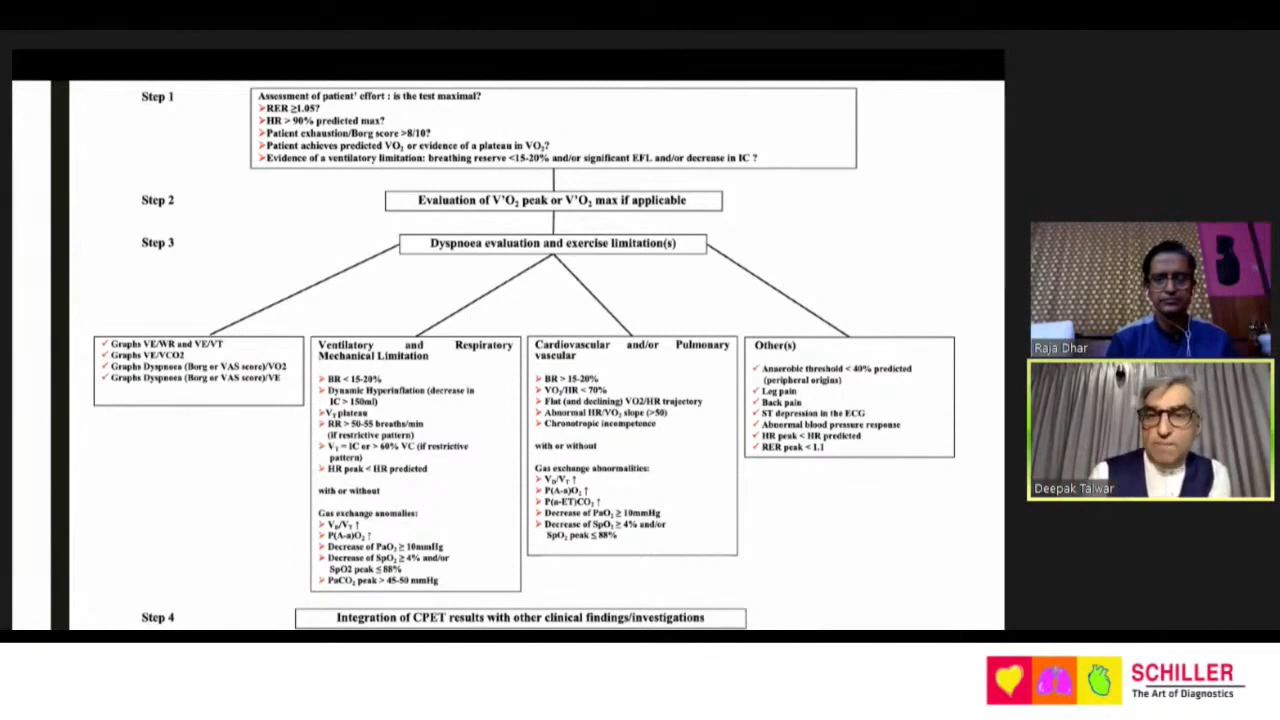 Step 1
Assessment of patient' effort : is the test maximal?
➢RER ≥1.05?
➢HR > 90% predicted max?
➢Patient exhaustion/Borg score >8/10?
➢Patient achieves predicted VO₂ or evidence of a plateau in VO₂?
➢Evidence of a ventilatory limitation: breathing reserve <15-20% and/or significant EFL and/or decrease in IC ?
Step 2
Evaluation of V'O₂ peak or V'O₂ max if applicable
Step 3
Dyspnoea evaluation and exercise limitation(s)
✓ Graphs VE/WR and VE/VT
✓ Graphs VE/VCO2
✓ Graphs Dyspnoea (Borg or VAS score)/VO2
✓ Graphs Dyspnoea (Borg or VAS score)/VE
Ventilatory and Respiratory
Mechanical Limitation
➢ BR < 15-20%
➢ Dynamic Hyperinflation (decrease in
IC > 150ml)
➢V_T plateau
➢ RR > 50-55 breaths/min
(if restrictive pattern)
➢ V_T = IC or > 60% VC (if restrictive
pattern)
➢ HR peak < HR predicted
with or without
Gas exchange anomalies:
➢ V_D/V_T ↑
➢ P(A-a)O₂ ↑
➢ Decrease of PaO₂ ≥ 10mmHg
➢ Decrease of SpO₂ ≥ 4% and/or
SpO2 peak ≤ 88%
➢ PaCO₂ peak > 45-50 mmHg
Cardiovascular and/or Pulmonary
vascular
➢ BR > 15-20%
➢ VO₂/HR < 70%
➢ Flat (and declining) VO2/HR trajectory
➢ Abnormal HR/VO₂ slope (>50)
➢ Chronotropic incompetence
with or without
Gas exchange abnormalities:
➢ V_D/V_T ↑
➢ P(A-a)O₂ ↑
➢ P(a-ET)CO₂ ↑
➢ Decrease of PaO₂ ≥ 10mmHg
➢ Decrease of SpO₂ ≥ 4% and/or
SpO₂ peak ≤ 88%
Other(s)
✓ Anaerobic threshold < 40% predicted
(peripheral origins)
✓ Leg pain
✓ Back pain
✓ ST depression in the ECG
✓ Abnormal blood pressure response
✓ HR peak < HR predicted
✓ RER peak < 1.1
Step 4
Integration of CPET results with other clinical findings/investigations
Raja Dhar
Deepak Talwar
SCHILLER
The Art of Diagnostics